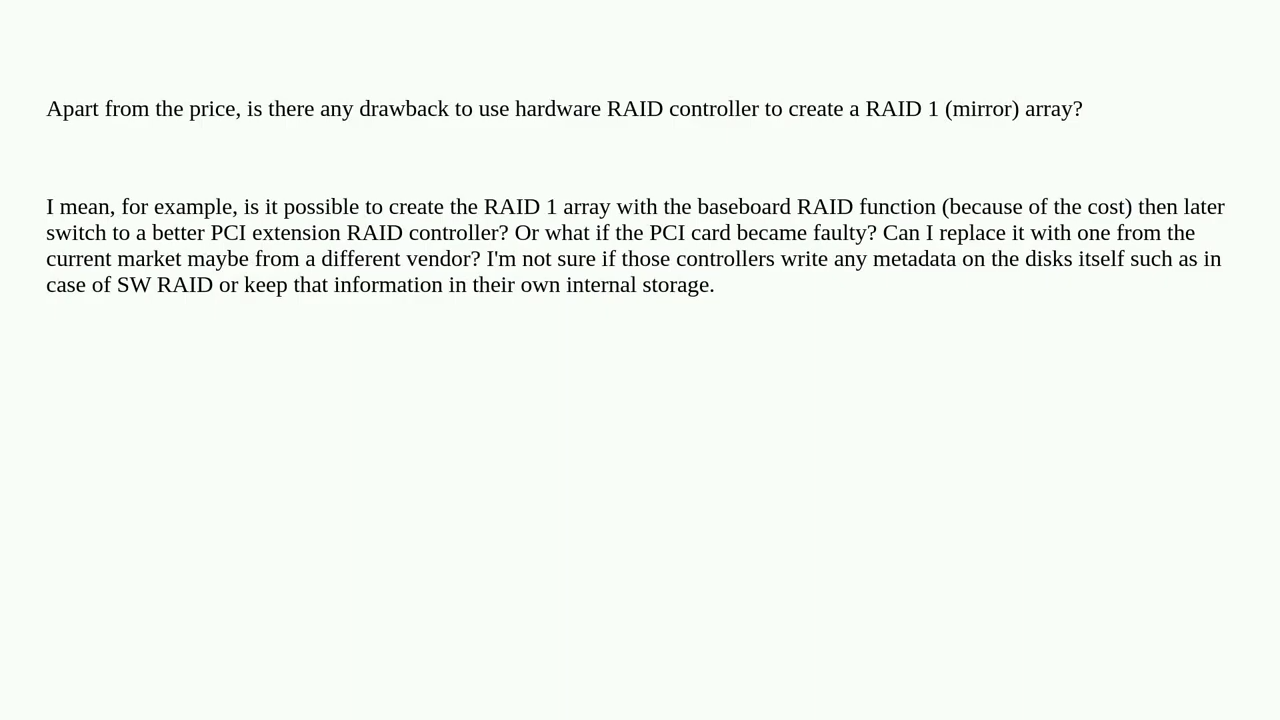 Apart from the price, is there any drawback to use hardware RAID controller to create a RAID 1 (mirror) array?
I mean, for example, is it possible to create the RAID 1 array with the baseboard RAID function (because of the cost) then later
switch to a better PCI extension RAID controller? Or what if the PCI card became faulty? Can I replace it with one from the
current market maybe from a different vendor? I'm not sure if those controllers write any metadata on the disks itself such as in
case of SW RAID or keep that information in their own internal storage.